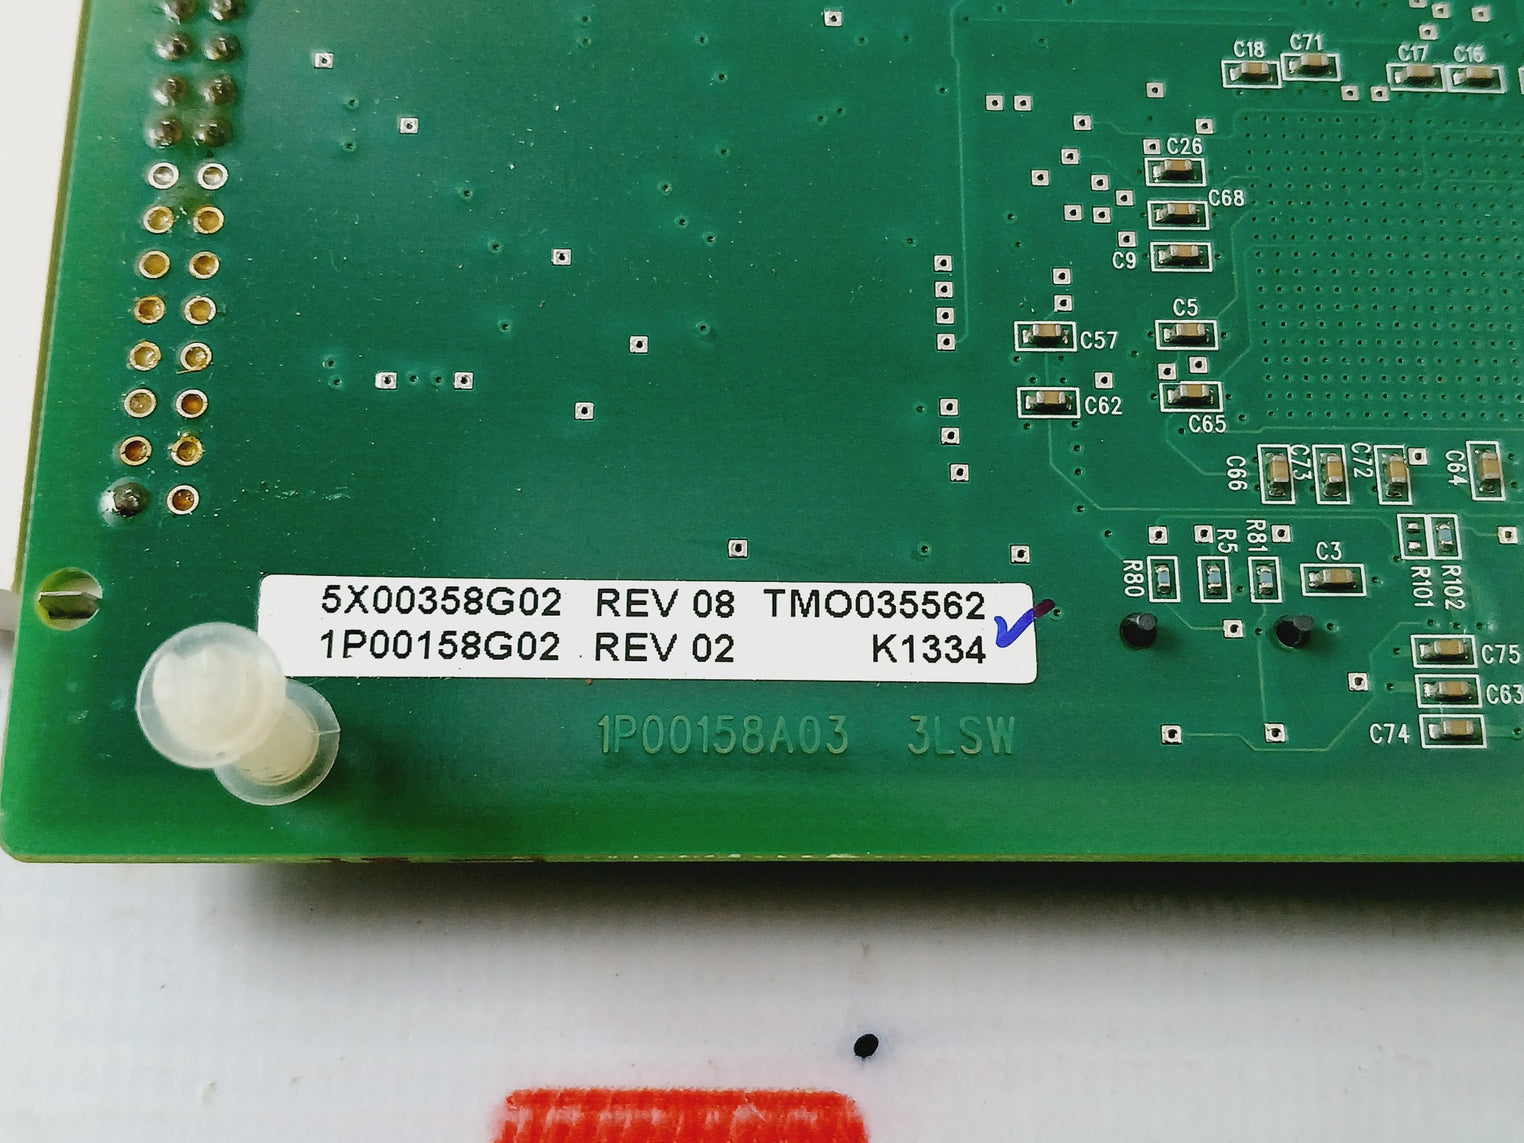 C18 C71 C17 C16
C26
C68
C9
C5
C57
C62
C65
C66 C73 C72 C64
R80 R5 R81 C3 R101 R102
5X00358G02 REV 08 TMO035562
1P00158G02 REV 02 K1334
C75
C63
C74
1P00158A03 3LSW